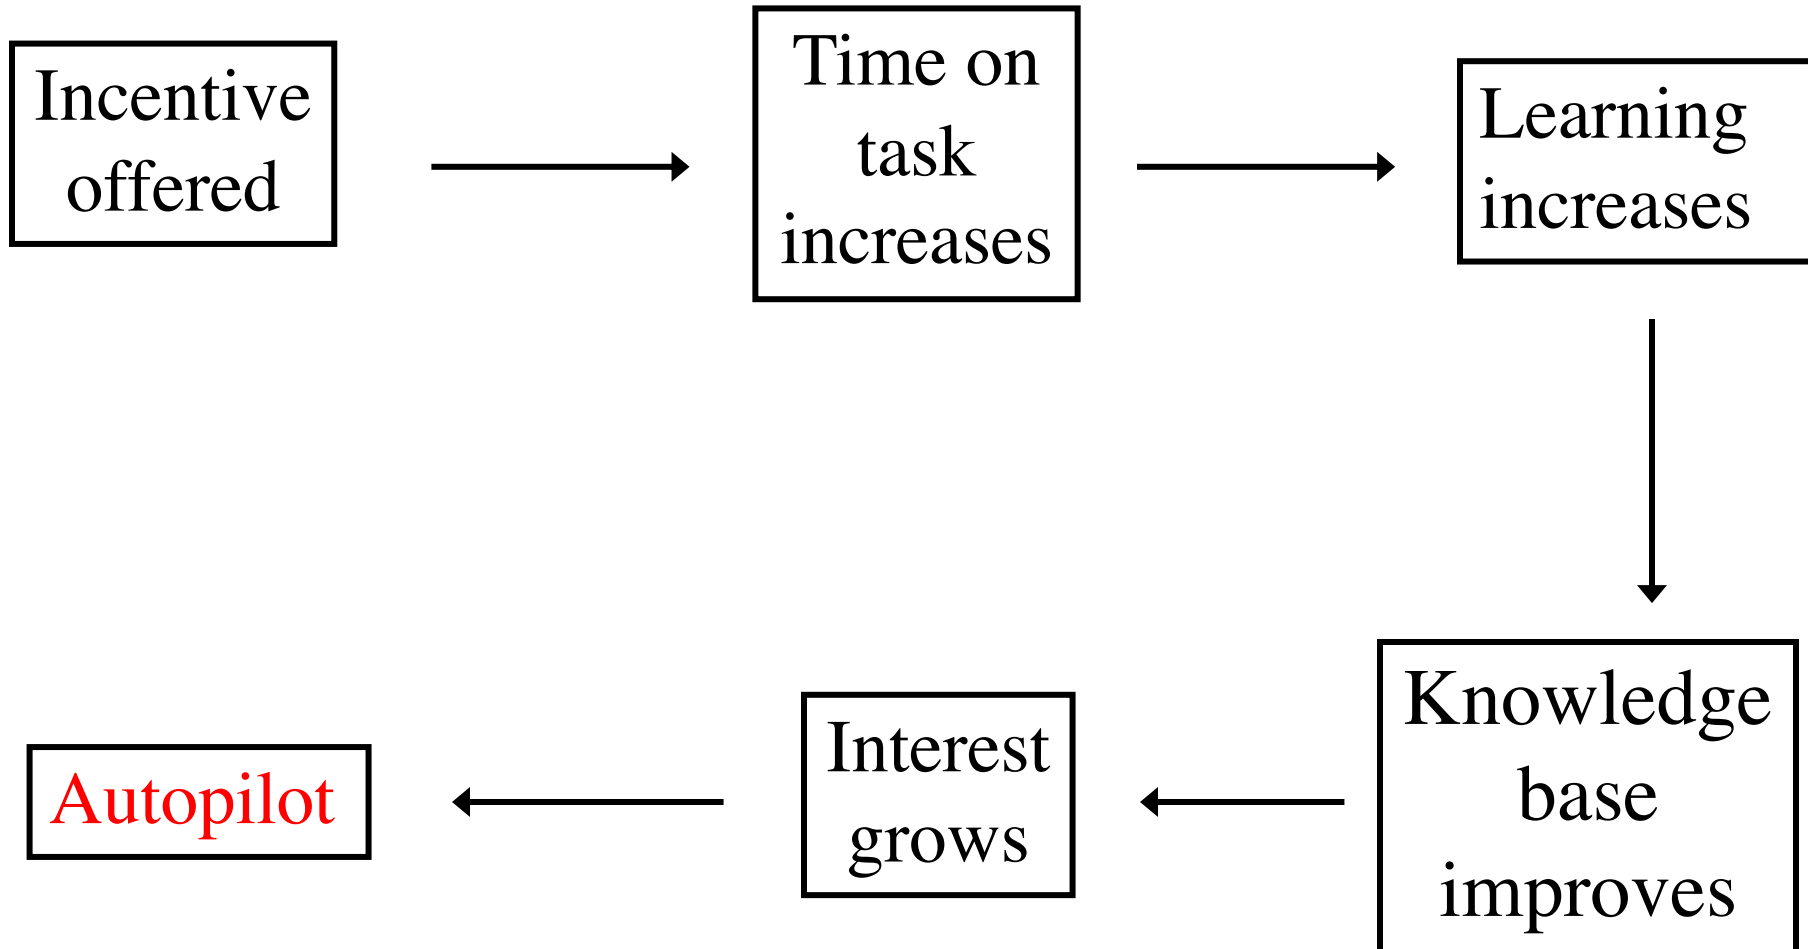 Incentive
offered
Time on
task
increases
Learning
increases
Knowledge
base
improves
Interest
grows
Autopilot